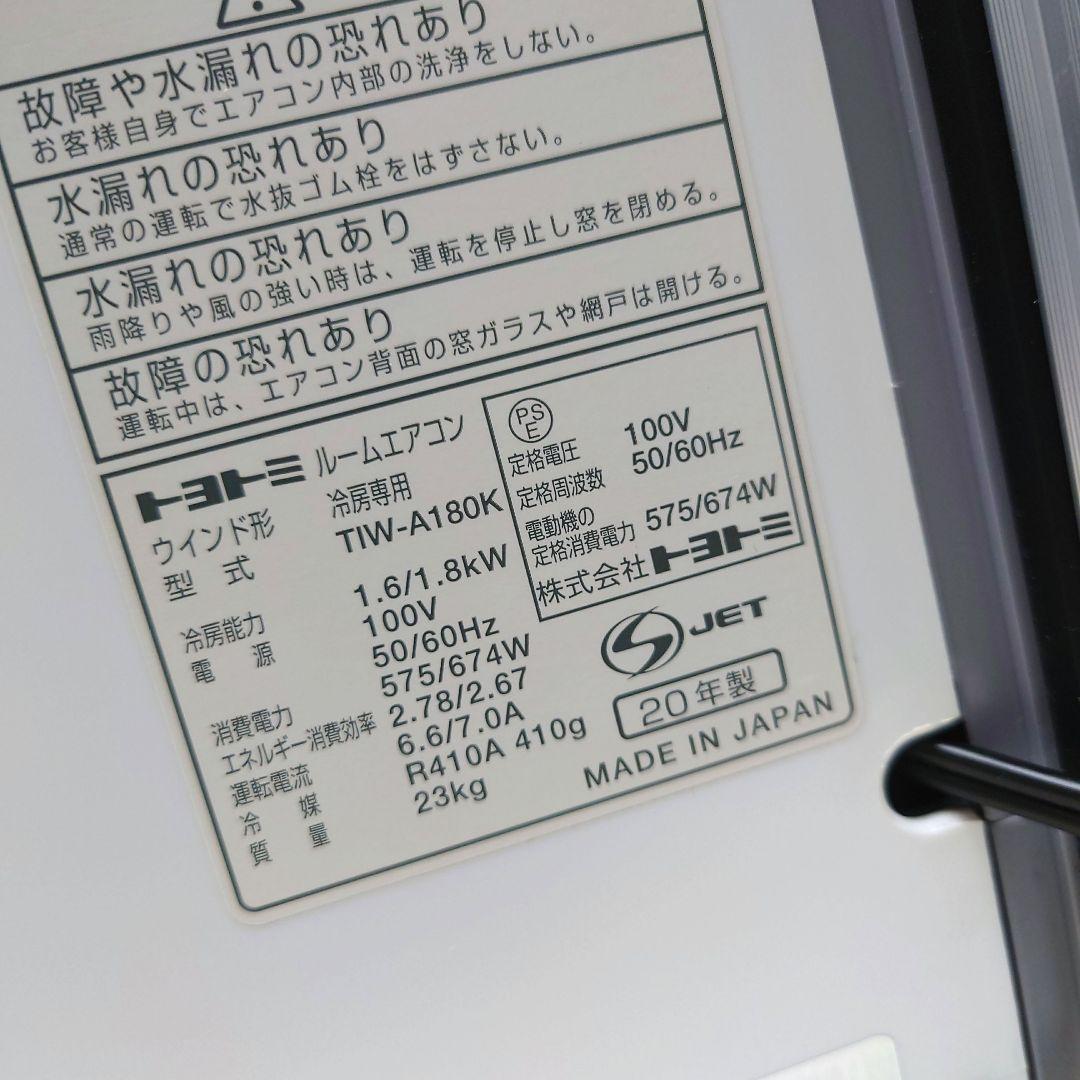 故障や水漏れの恐れあり
お客様自身でエアコン内部の洗浄をしない。
水漏れの恐れあり
通常の運転で水抜ゴム栓をはずさない。
水漏れの恐れあり
雨降りや風の強い時は、運転を停止し窓を閉める。
故障の恐れあり
運転中は、エアコン背面の窓ガラスや網戸は開ける。
トヨトミ ルームエアコン
ウインド形 冷房専用
型式 TIW-A180K
冷房能力 1.6/1.8kW
電源 100V
50/60Hz
消費電力 575/674W
エネルギー消費効率 2.78/2.67
運転電流 6.6/7.0A
冷媒 R410A 410g
質量 23kg
PSE
定格電圧 100V
定格周波数 50/60Hz
電動機の
定格消費電力 575/674W
株式会社トヨトミ
S JET
20年製
MADE IN JAPAN